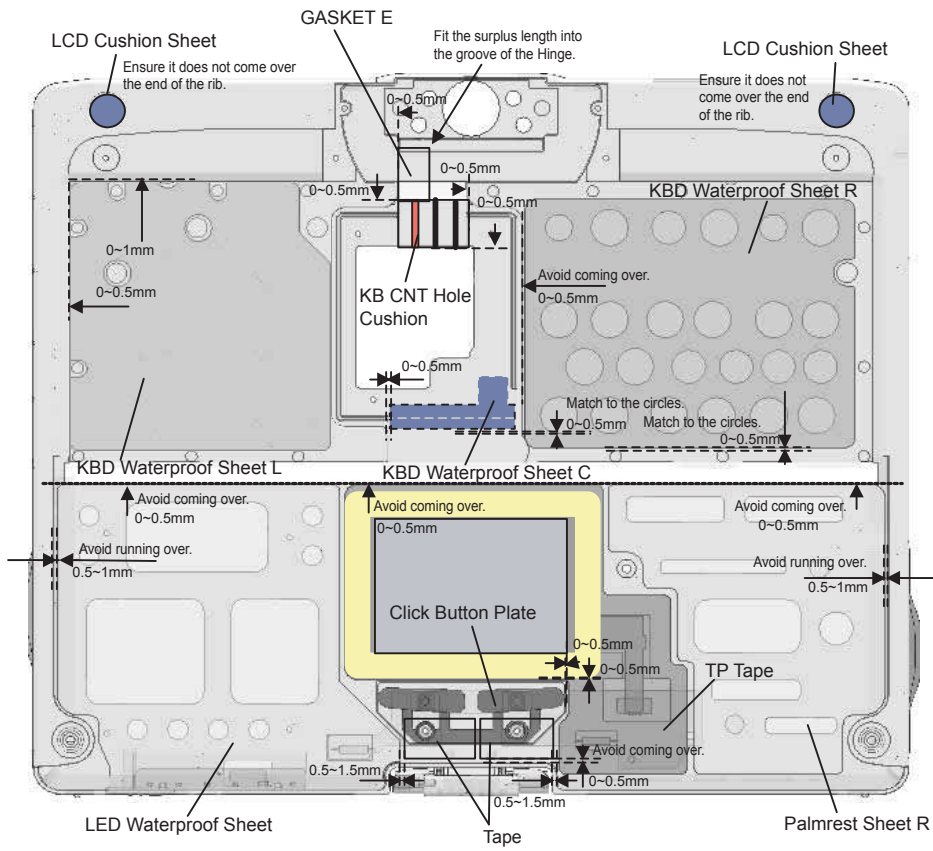 GASKET E
LCD Cushion Sheet
Ensure it does not come over
the end of the rib.
Fit the surplus length into
the groove of the Hinge.
LCD Cushion Sheet
Ensure it does not
come over the end
of the rib.
0~0.5mm
0~0.5mm
0~0.5mm
0~0.5mm
KBD Waterproof Sheet R
0~1mm
0~0.5mm
Avoid coming over.
0~0.5mm
KB CNT Hole
Cushion
0~0.5mm
Match to the circles.
0~0.5mm
Match to the circles.
0~0.5mm
KBD Waterproof Sheet L
KBD Waterproof Sheet C
Avoid coming over.
0~0.5mm
Avoid coming over.
0~0.5mm
Avoid coming over.
0~0.5mm
Avoid running over.
0.5~1mm
Avoid running over.
0.5~1mm
Click Button Plate
0~0.5mm
0~0.5mm
TP Tape
Avoid coming over.
0~0.5mm
0.5~1.5mm
0.5~1.5mm
LED Waterproof Sheet
Tape
Palmrest Sheet R